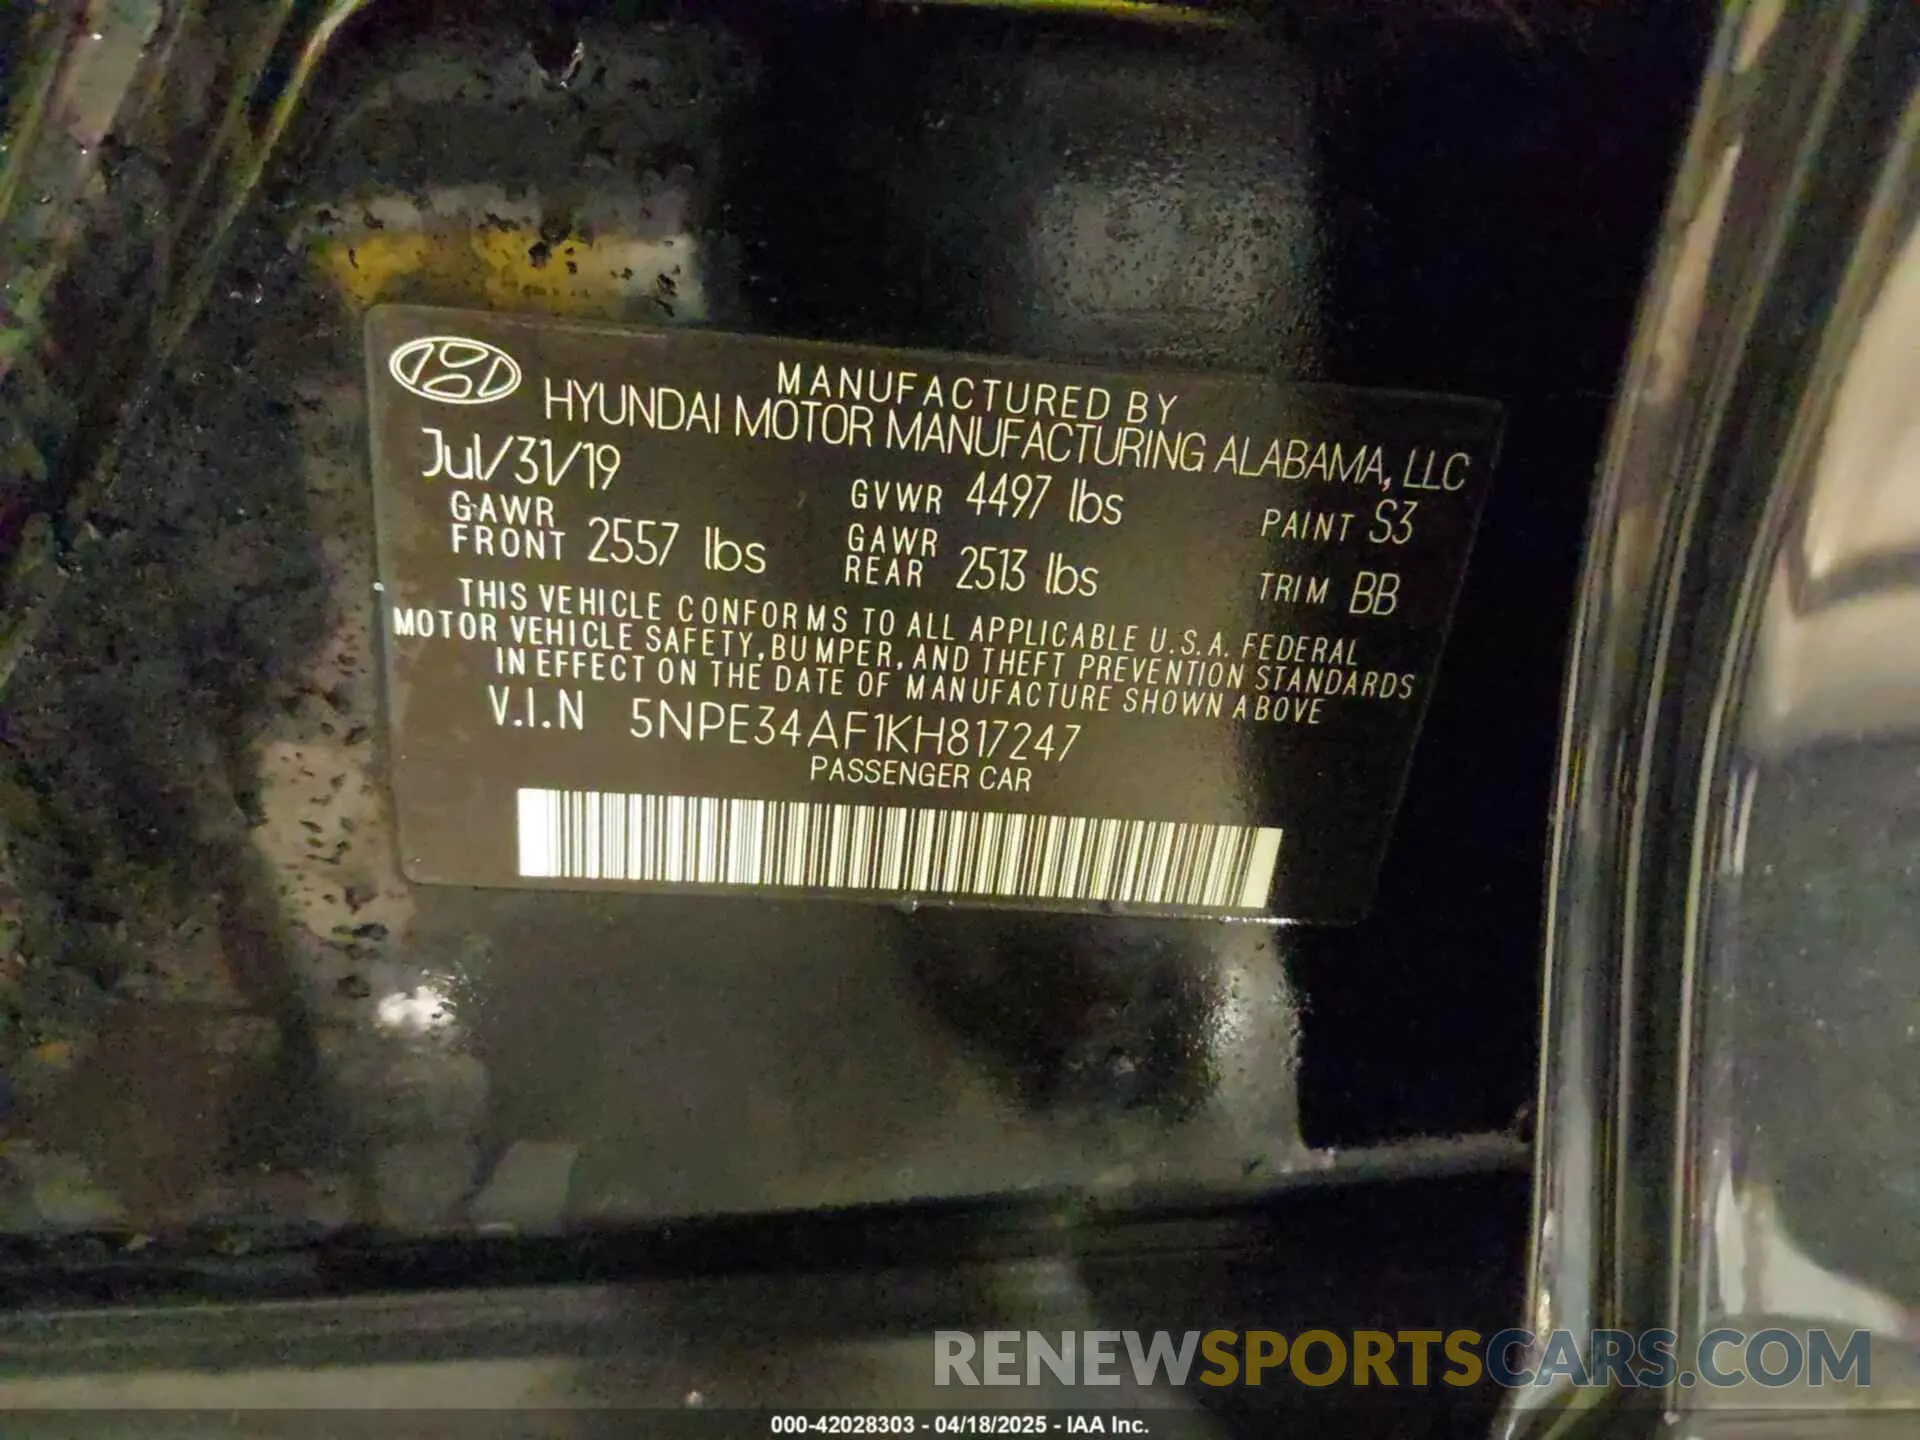 MANUFACTURED BY
HYUNDAI MOTOR MANUFACTURING ALABAMA, LLC
Jul/31/19 GVWR 4497 lbs PAINT S3
GAWR FRONT 2557 lbs GAWR REAR 2513 lbs TRIM BB
THIS VEHICLE CONFORMS TO ALL APPLICABLE U.S.A. FEDERAL
MOTOR VEHICLE SAFETY, BUMPER, AND THEFT PREVENTION STANDARDS
IN EFFECT ON THE DATE OF MANUFACTURE SHOWN ABOVE
V.I.N 5NPE34AF1KH817247
PASSENGER CAR
RENEWSPORTSCARS.COM
000-42028303 - 04/18/2025 - IAA Inc.